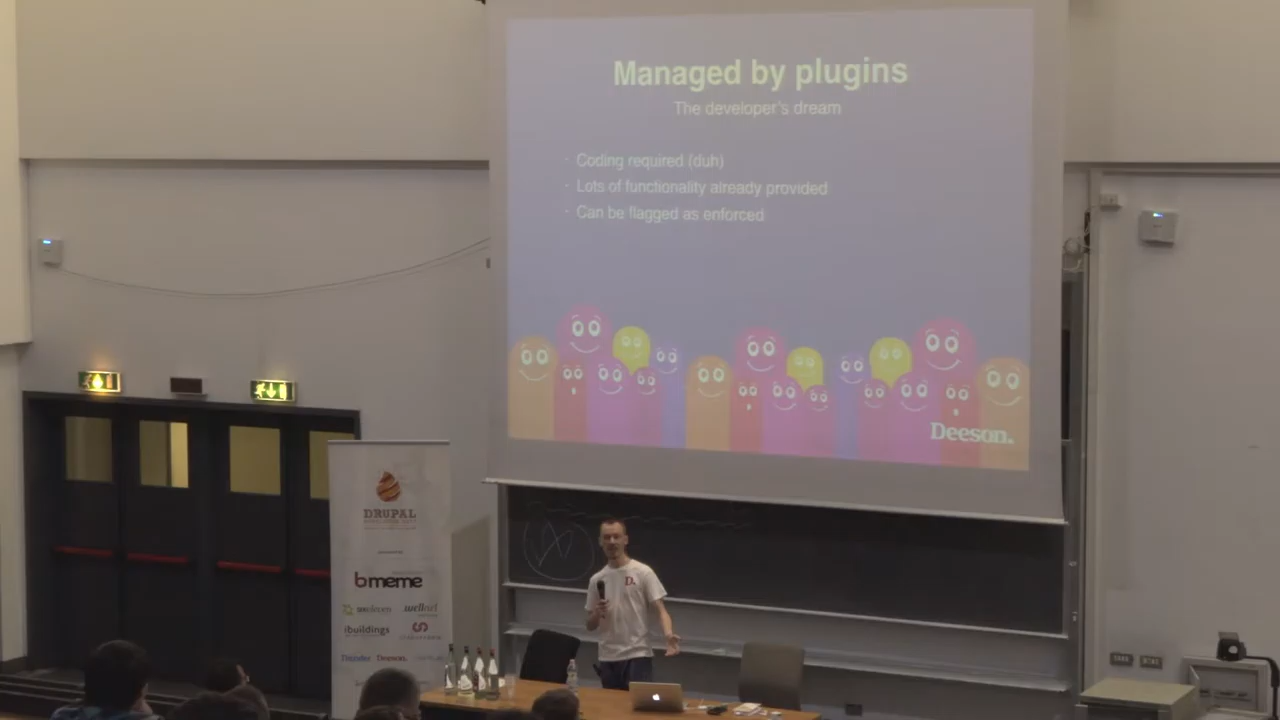 Managed by plugins
The developer's dream
· Coding required (duh)
· Lots of functionality already provided
· Can be flagged as enforced
Deeson.
DRUPAL
bmeme
wellnet
ibuildings
Thunder Deeson.
D.